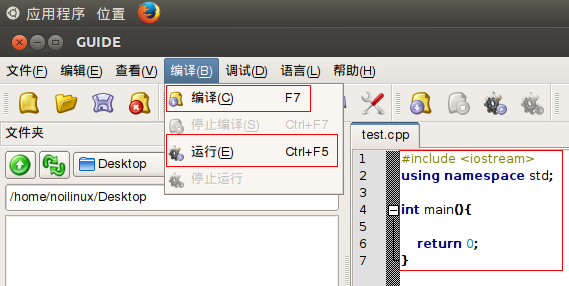 应用程序 位置
GUIDE
文件(F) 编辑(E) 查看(V) 编译(B) 调试(D) 语言(L) 帮助(H)
编译(C) F7
停止编译(S) Ctrl+F7
运行(E) Ctrl+F5
停止运行
文件夹
Desktop
/home/noilinux/Desktop
test.cpp
1 #include <iostream>
2 using namespace std;
3
4 int main(){
5
6 return 0;
7 }